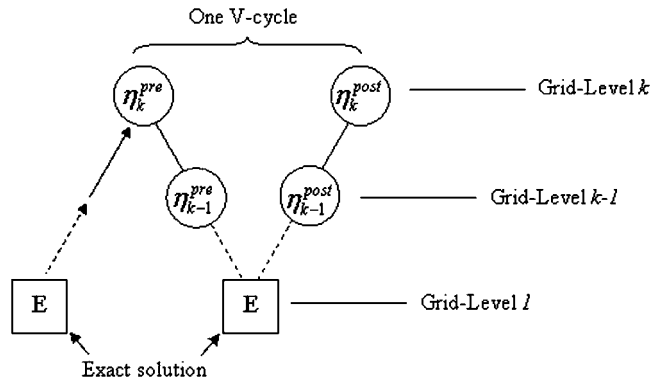 One V-cycle
η_k^pre
η_k^post
Grid-Level k
η_{k-1}^pre
η_{k-1}^post
Grid-Level k-1
E
E
Grid-Level l
Exact solution